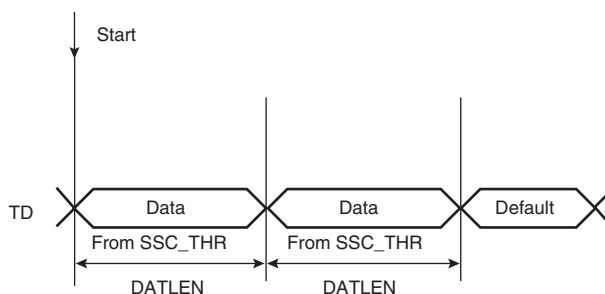 Start
TD
Data
Data
Default
From SSC_THR
From SSC_THR
DATLEN
DATLEN